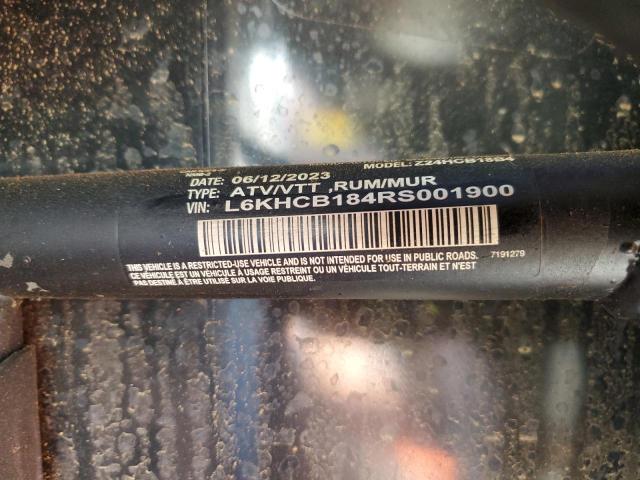 MODEL: Z24HCB18B4
DATE: 06/12/2023
TYPE: ATV/VTT ,RUM/MUR
VIN: L6KHCB184RS001900
7191279
THIS VEHICLE IS A RESTRICTED-USE VEHICLE AND IS NOT INTENDED FOR USE IN PUBLIC ROADS.
CE VÉHICULE EST UN VÉHICULE À USAGE RESTREINT OU UN VÉHICULE TOUT-TERRAIN ET N'EST
PAS DESTINÉ À ÊTRE UTILISÉ SUR LA VOIE PUBLIQUE.